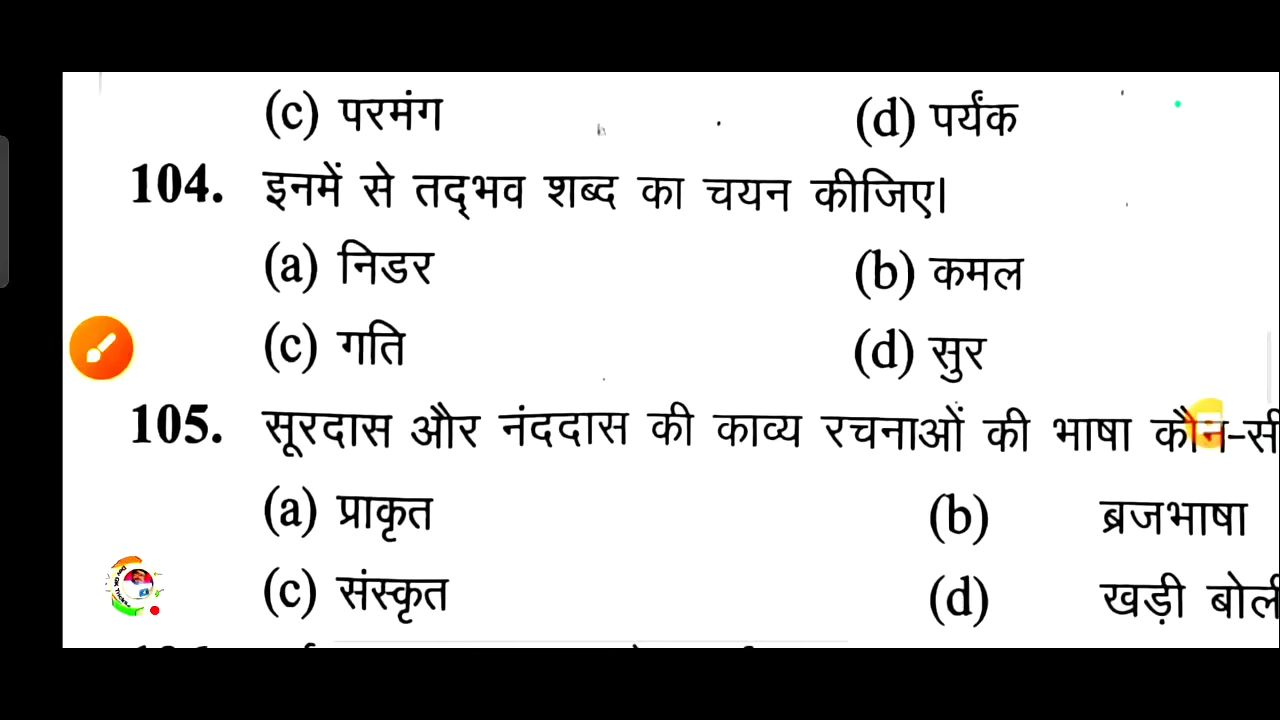 (c) परमंग (d) पर्यंक
104. इनमें से तद्भव शब्द का चयन कीजिए।
(a) निडर (b) कमल
(c) गति (d) सुर
105. सूरदास और नंददास की काव्य रचनाओं की भाषा कौन-सी
(a) प्राकृत (b) ब्रजभाषा
(c) संस्कृत (d) खड़ी बोली